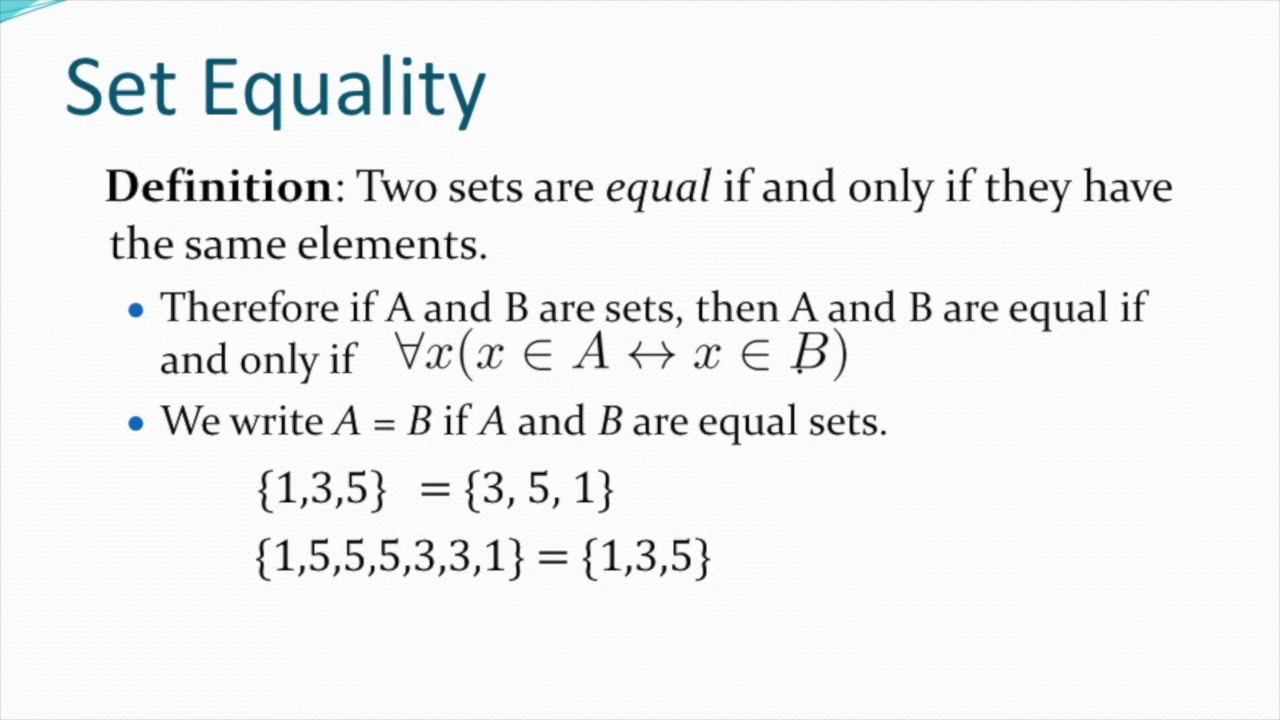 Set Equality
Definition: Two sets are equal if and only if they have
the same elements.
• Therefore if A and B are sets, then A and B are equal if
and only if ∀x(x ∈ A ↔ x ∈ B)
• We write A = B if A and B are equal sets.
{1,3,5} = {3, 5, 1}
{1,5,5,5,3,3,1} = {1,3,5}